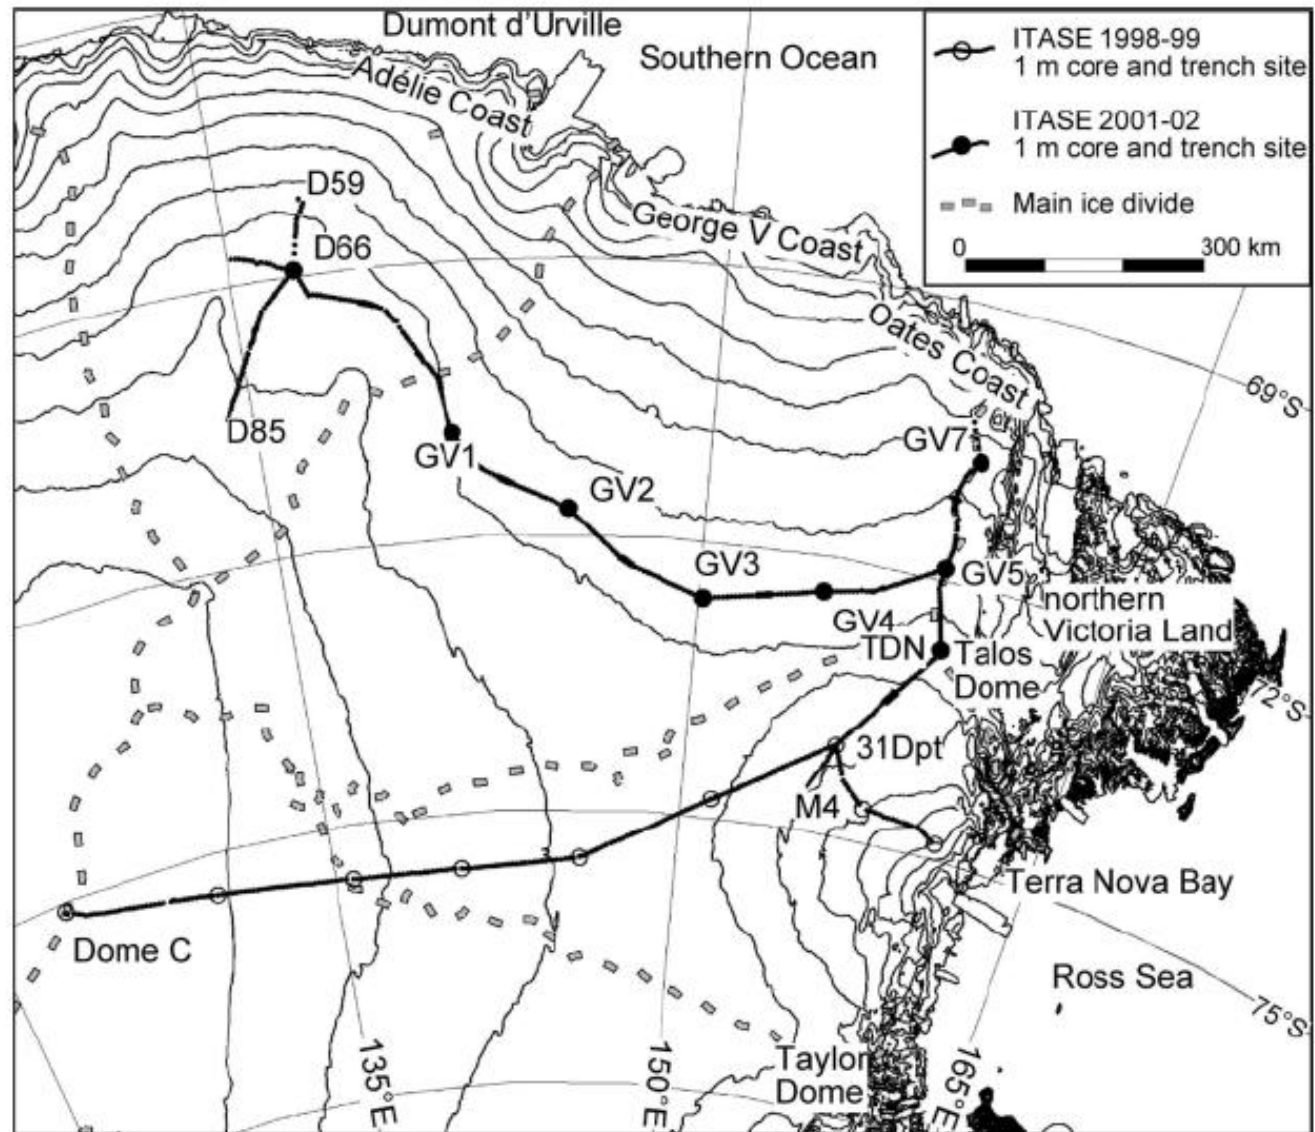 Dumont d'Urville
Southern Ocean
Adélie Coast
ITASE 1998-99
1 m core and trench site
ITASE 2001-02
1 m core and trench site
Main ice divide
0 300 km
D59
D66
George V Coast
Oates Coast
69°S
D85
GV1
GV2
GV7
GV3
GV5
GV4
northern
Victoria Land
TDN
Talos
Dome
72°S
31Dpt
M4
Terra Nova Bay
Dome C
Ross Sea
75°S
135°E
150°E
165°E
Taylor
Dome